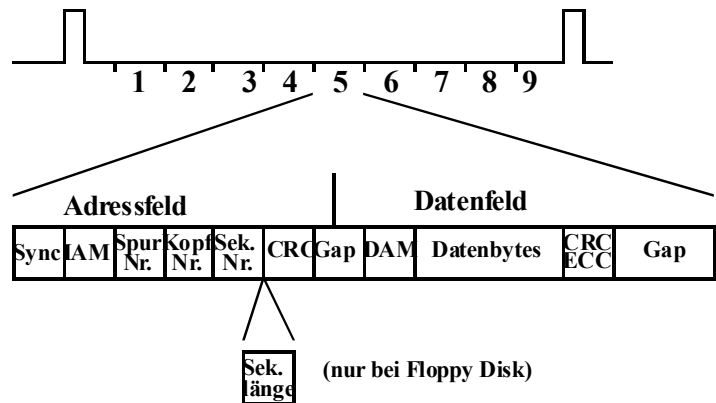 1 2 3 4 5 6 7 8 9
Adressfeld Datenfeld
Sync IAM Spur Nr. Kopf Nr. Sek. Nr. CRC Gap DAM Datenbytes CRC ECC Gap
Sek. länge (nur bei Floppy Disk)